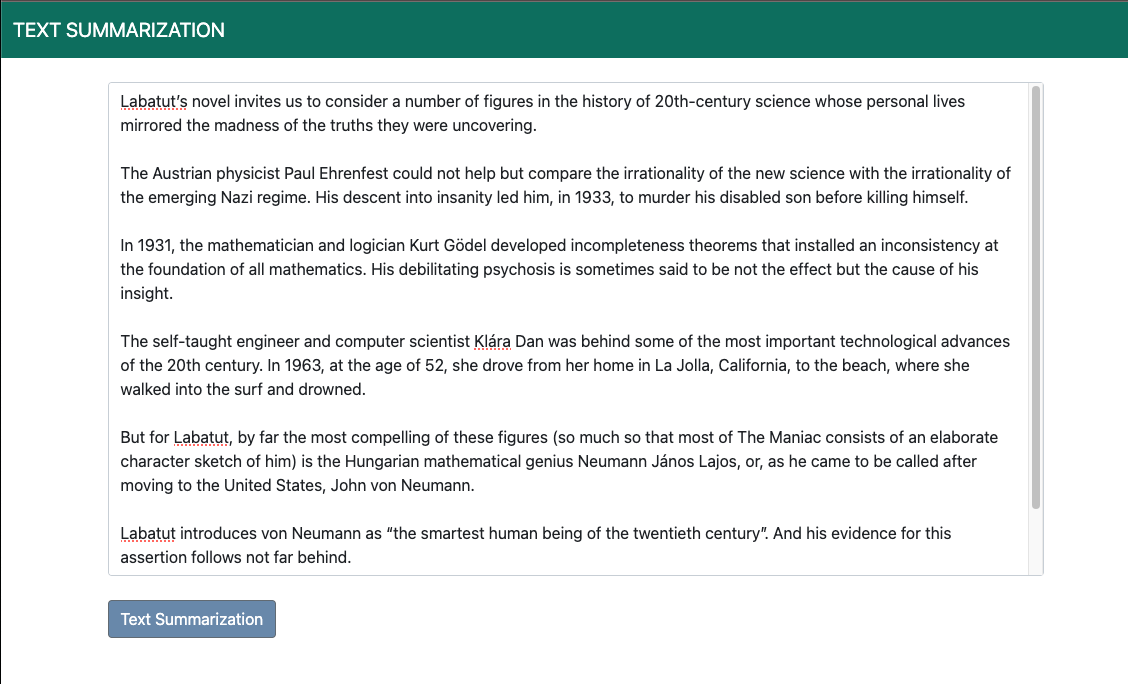 TEXT SUMMARIZATION
Labatut’s novel invites us to consider a number of figures in the history of 20th-century science whose personal lives
mirrored the madness of the truths they were uncovering.
The Austrian physicist Paul Ehrenfest could not help but compare the irrationality of the new science with the irrationality of
the emerging Nazi regime. His descent into insanity led him, in 1933, to murder his disabled son before killing himself.
In 1931, the mathematician and logician Kurt Gödel developed incompleteness theorems that installed an inconsistency at
the foundation of all mathematics. His debilitating psychosis is sometimes said to be not the effect but the cause of his
insight.
The self-taught engineer and computer scientist Klára Dan was behind some of the most important technological advances
of the 20th century. In 1963, at the age of 52, she drove from her home in La Jolla, California, to the beach, where she
walked into the surf and drowned.
But for Labatut, by far the most compelling of these figures (so much so that most of The Maniac consists of an elaborate
character sketch of him) is the Hungarian mathematical genius Neumann János Lajos, or, as he came to be called after
moving to the United States, John von Neumann.
Labatut introduces von Neumann as “the smartest human being of the twentieth century”. And his evidence for this
assertion follows not far behind.
Text Summarization